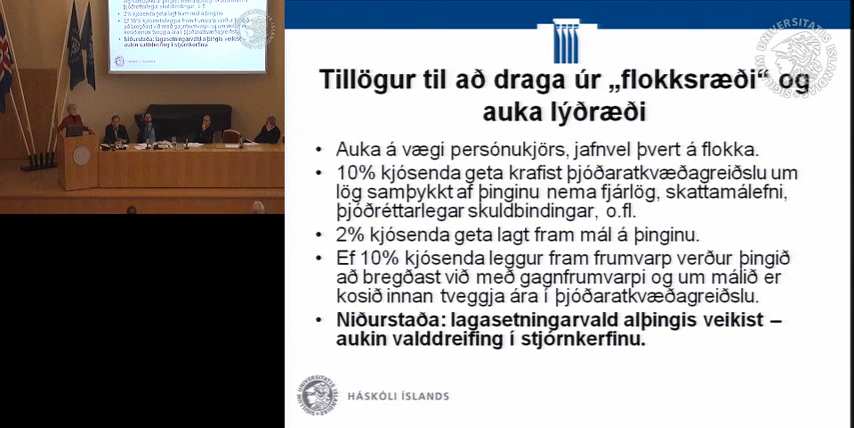 Tillögur til að draga úr „flokksræði“ og
auka lýðræði
• Auka á vægi persónukjörs, jafnvel þvert á flokka.
• 10% kjósenda geta krafist þjóðaratkvæðagreiðslu um
lög samþykkt af þinginu nema fjárlög, skattamálefni,
þjóðréttarlegar skuldbindingar, o.fl.
• 2% kjósenda geta lagt fram mál á þinginu.
• Ef 10% kjósenda leggur fram frumvarp verður þingið
að bregðast við með gagnfrumvarpi og um málið er
kosið innan tveggja ára í þjóðaratkvæðagreiðslu.
• Niðurstaða: lagasetningarvald alþingis veikist –
aukin valddreifing í stjórnkerfinu.
HÁSKÓLI ÍSLANDS